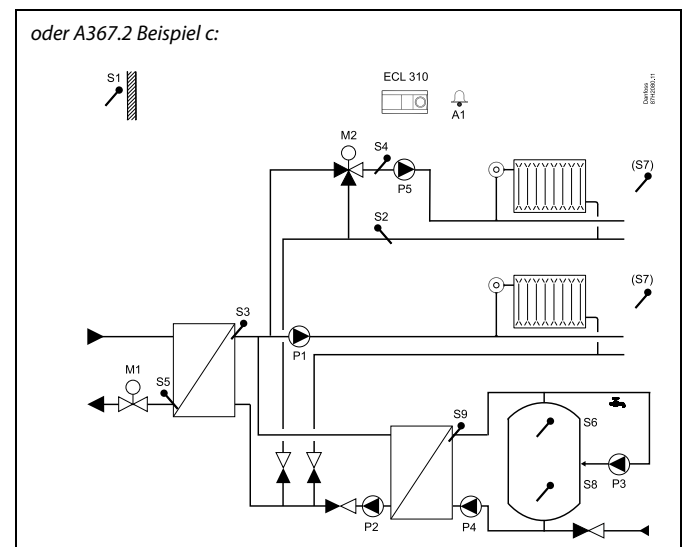 oder A367.2 Beispiel c:
S1
ECL 310
A1
Danfoss
87H2080.11
M2
S4
P5
(S7)
S2
(S7)
S3
P1
M1
S5
S9
S6
S8
P3
P2
P4